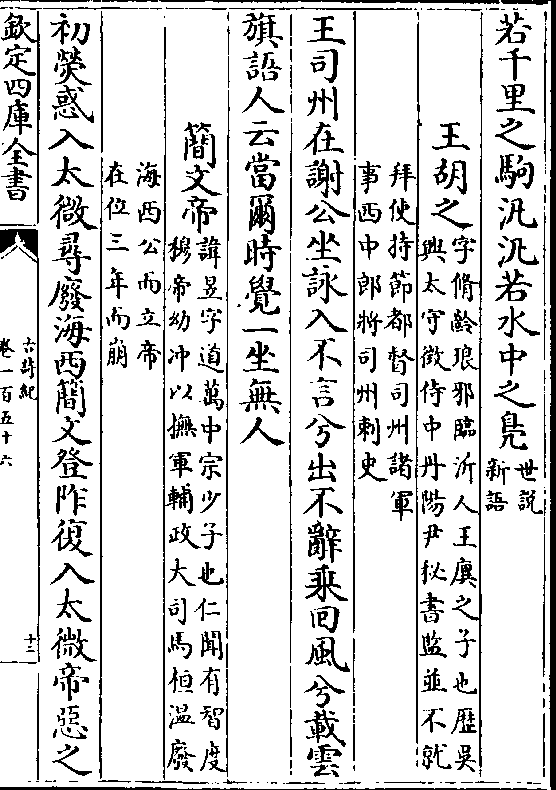 若千里之駒汎汎若水中之鳧世説
新語
王胡之字脩齡琅邪臨沂人王廙之子也歴吳
興太守徴侍中丹陽尹秘書監並不就
拜使持節都督司州諸軍
事西中郎將司州刺史
王司州在謝公坐詠入不言兮出不辭乘回風兮載雲
旗語人云當爾時覺一坐無人
簡文帝諱昱字道萬中宗少子也仁聞有智度
穆帝幼冲以撫軍輔政大司馬恒温廢
海西公而立帝
在位三年而崩
初熒惑入太微尋廢海西簡文登阼復入太微帝惡之
欽定四庫全書
古詩紀
卷一百五十六
十二